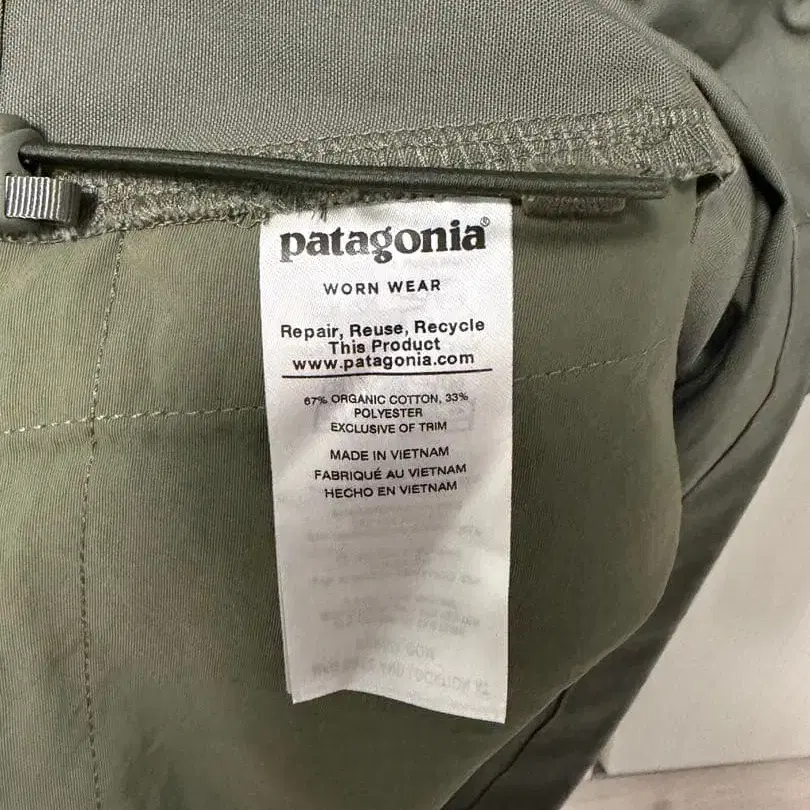 patagonia®
WORN WEAR
Repair, Reuse, Recycle
This Product
www.patagonia.com
67% ORGANIC COTTON, 33%
POLYESTER
EXCLUSIVE OF TRIM
MADE IN VIETNAM
FABRIQUÉ AU VIETNAM
HECHO EN VIETNAM